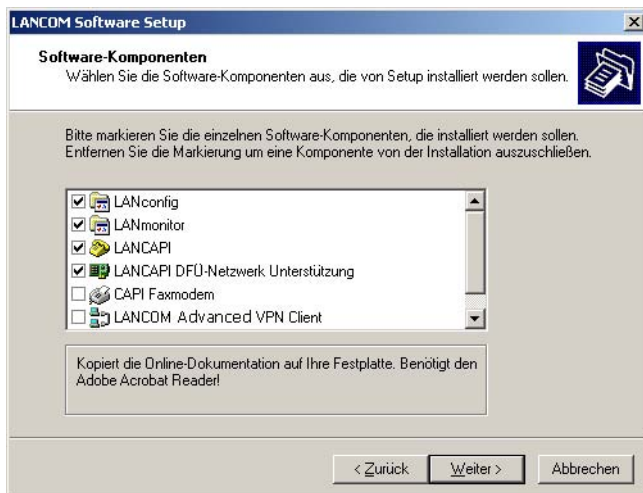 LANCOM Software Setup
Software-Komponenten
Wählen Sie die Software-Komponenten aus, die von Setup installiert werden sollen.
Bitte markieren Sie die einzelnen Software-Komponenten, die installiert werden sollen.
Entfernen Sie die Markierung um eine Komponente von der Installation auszuschließen.
LANconfig
LANmonitor
LANCAPI
LANCAPI DFÜ-Netzwerk Unterstützung
CAPI Faxmodem
LANCOM Advanced VPN Client
Kopiert die Online-Dokumentation auf Ihre Festplatte. Benötigt den
Adobe Acrobat Reader!
< Zurück Weiter > Abbrechen